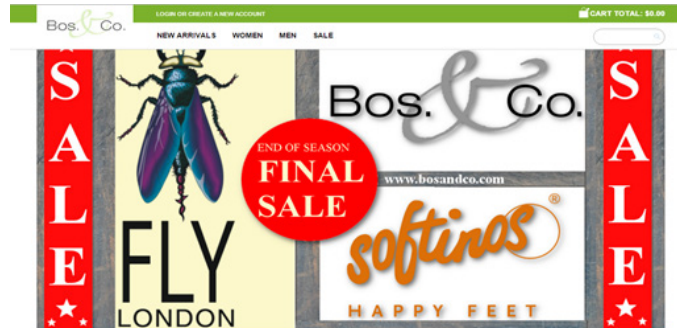 Bos. & Co.
LOGIN OR CREATE A NEW ACCOUNT
CART TOTAL: $0.00
NEW ARRIVALS WOMEN MEN SALE
SALE
FLY
LONDON
END OF SEASON
FINAL
SALE
Bos. & Co.
www.bosandco.com
softinos®
HAPPY FEET
SALE